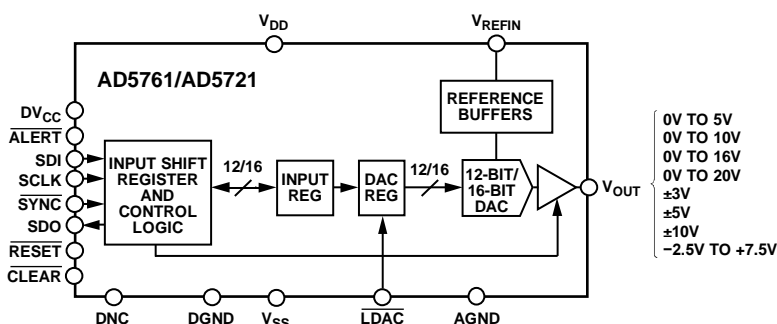 V_DD
V_REFIN
AD5761/AD5721
DV_CC
ALERT
SDI
SCLK
SYNC
SDO
RESET
CLEAR
INPUT SHIFT
REGISTER
AND
CONTROL
LOGIC
12/16
INPUT
REG
DAC
REG
12/16
REFERENCE
BUFFERS
12-BIT/
16-BIT
DAC
V_OUT
0V TO 5V
0V TO 10V
0V TO 16V
0V TO 20V
±3V
±5V
±10V
−2.5V TO +7.5V
DNC
DGND
V_SS
LDAC
AGND